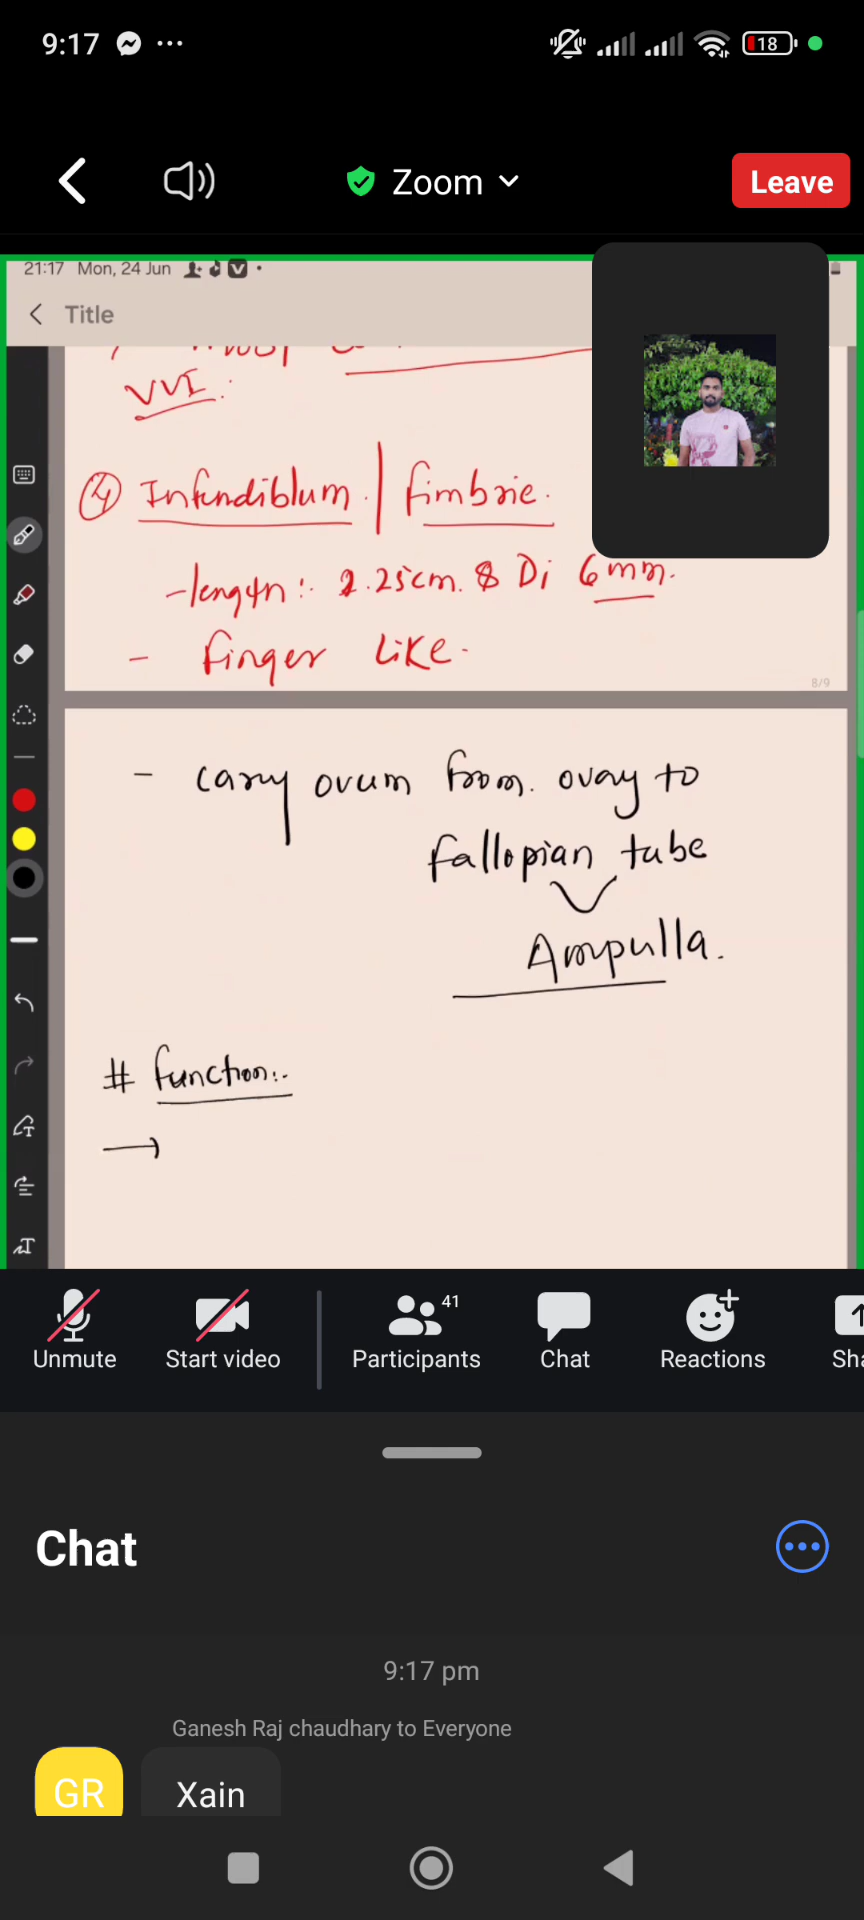 9:17
18
Zoom
Leave
21:17 Mon, 24 Jun
Title
VVI.
④ Infundiblum. | fimbrie.
- length:. 2.25cm. & Di 6mm.
- finger like.
8/9
- carry ovum from. ovary to
fallopian tube
Ampulla.
# function:-
→
Unmute
Start video
41
Participants
Chat
Reactions
Sha
Chat
9:17 pm
Ganesh Raj chaudhary to Everyone
GR
Xain